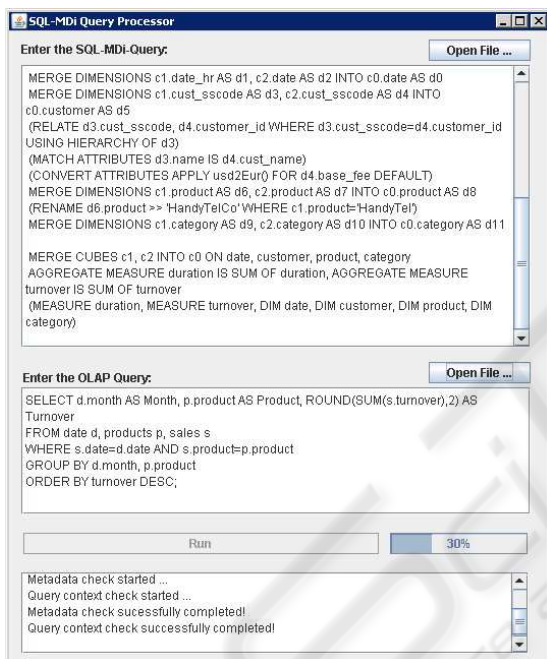 SQL-MDi Query Processor
Enter the SQL-MDi-Query:
Open File ...
MERGE DIMENSIONS c1.date_hr AS d1, c2.date AS d2 INTO c0.date AS d0
MERGE DIMENSIONS c1.cust_sscode AS d3, c2.cust_sscode AS d4 INTO
c0.customer AS d5
(RELATE d3.cust_sscode, d4.customer_id WHERE d3.cust_sscode=d4.customer_id
USING HIERARCHY OF d3)
(MATCH ATTRIBUTES d3.name IS d4.cust_name)
(CONVERT ATTRIBUTES APPLY usd2Eur() FOR d4.base_fee DEFAULT)
MERGE DIMENSIONS c1.product AS d6, c2.product AS d7 INTO c0.product AS d8
(RENAME d6.product >> 'HandyTelCo' WHERE c1.product='HandyTel')
MERGE DIMENSIONS c1.category AS d9, c2.category AS d10 INTO c0.category AS d11
MERGE CUBES c1, c2 INTO c0 ON date, customer, product, category
AGGREGATE MEASURE duration IS SUM OF duration, AGGREGATE MEASURE
turnover IS SUM OF turnover
(MEASURE duration, MEASURE turnover, DIM date, DIM customer, DIM product, DIM
category)
Enter the OLAP Query:
Open File ...
SELECT d.month AS Month, p.product AS Product, ROUND(SUM(s.turnover),2) AS
Turnover
FROM date d, products p, sales s
WHERE s.date=d.date AND s.product=p.product
GROUP BY d.month, p.product
ORDER BY turnover DESC;
Run
30%
Metadata check started ...
Query context check started ...
Metadata check sucessfully completed!
Query context check successfully completed!